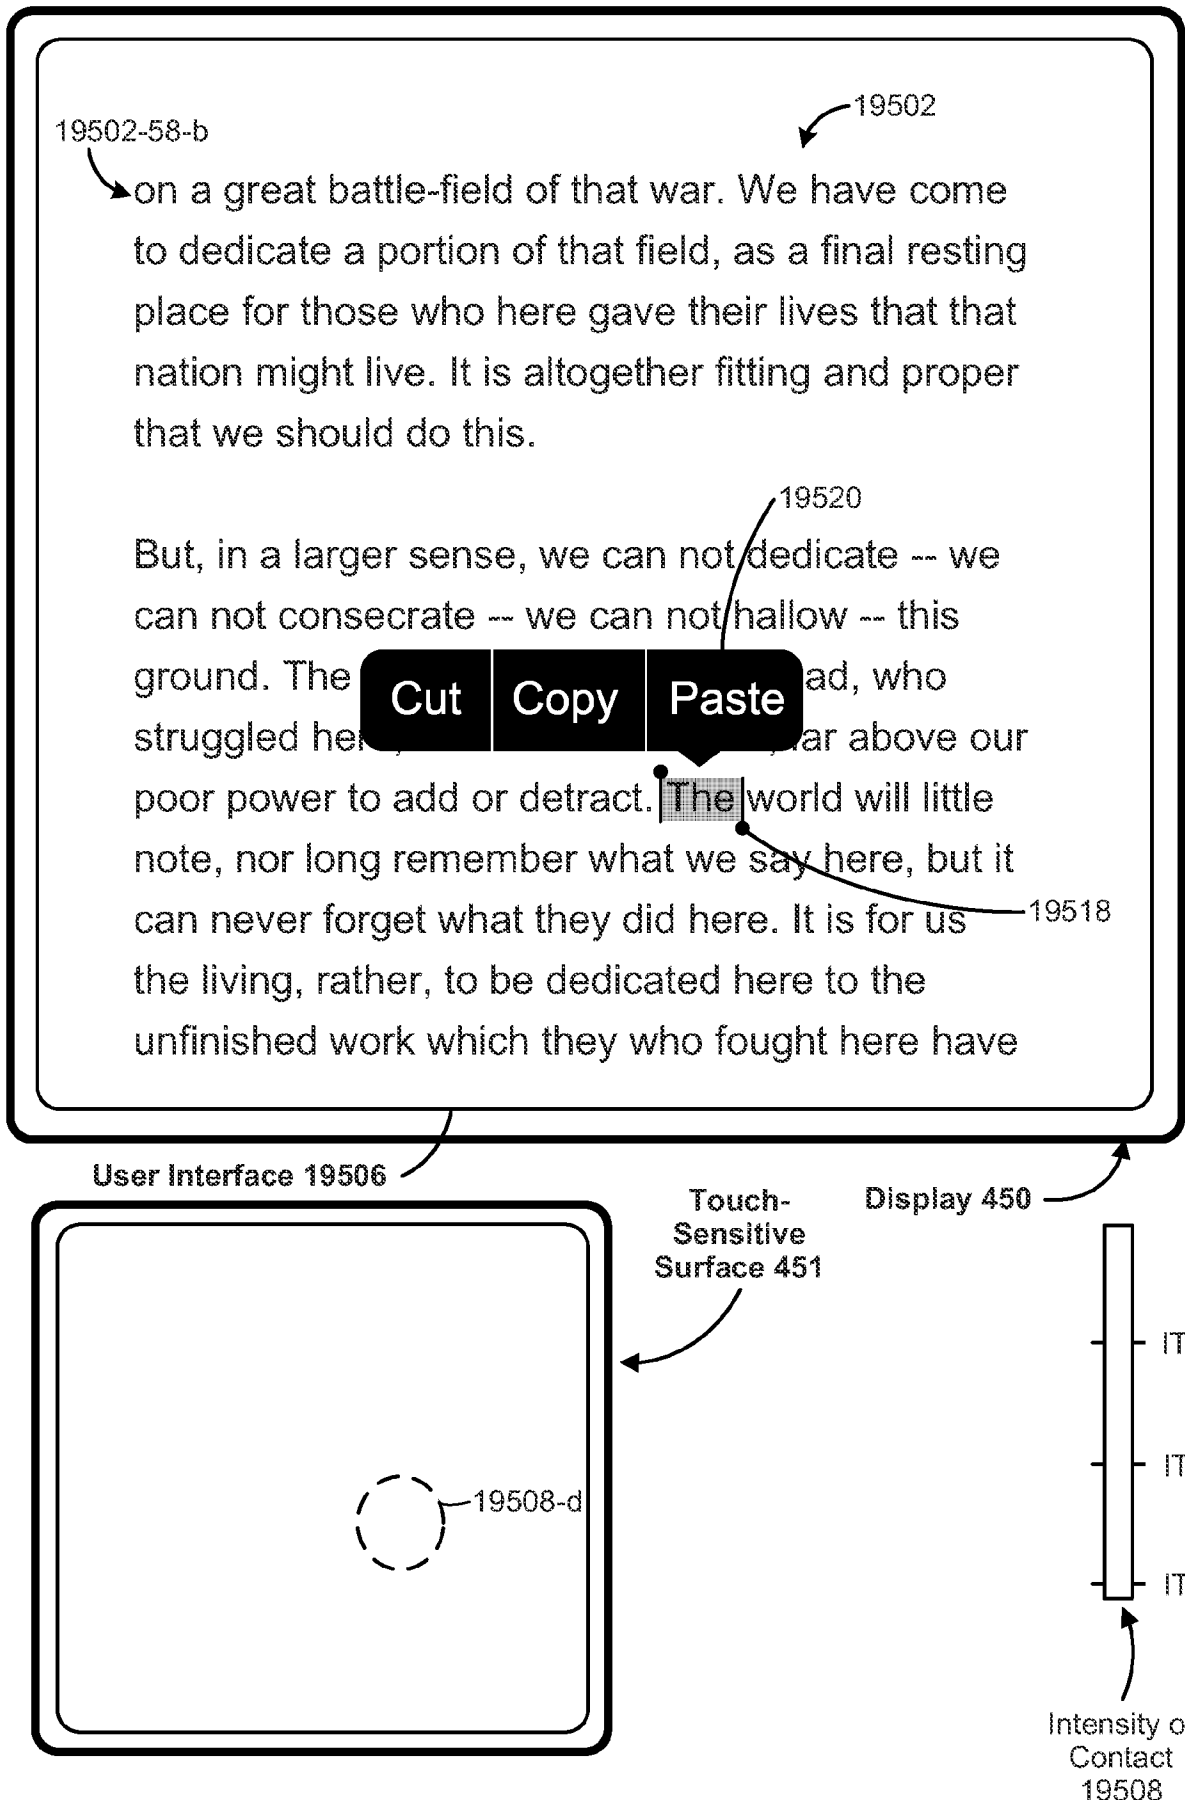 19502
19502-58-b
on a great battle-field of that war. We have come
to dedicate a portion of that field, as a final resting
place for those who here gave their lives that that
nation might live. It is altogether fitting and proper
that we should do this.
19520
But, in a larger sense, we can not dedicate -- we
can not consecrate -- we can not hallow -- this
ground. The ad, who
Cut Copy Paste
struggled her, far above our
poor power to add or detract. The world will little
note, nor long remember what we say here, but it
can never forget what they did here. It is for us
19518
the living, rather, to be dedicated here to the
unfinished work which they who fought here have
User Interface 19506
Display 450
Touch-
Sensitive
Surface 451
19508-d
IT
IT
IT
Intensity o
Contact
19508